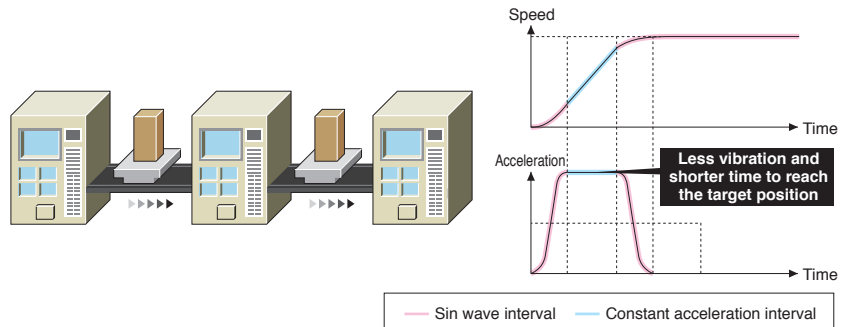 Speed
Time
Acceleration
Less vibration and
shorter time to reach
the target position
Time
Sin wave interval
Constant acceleration interval